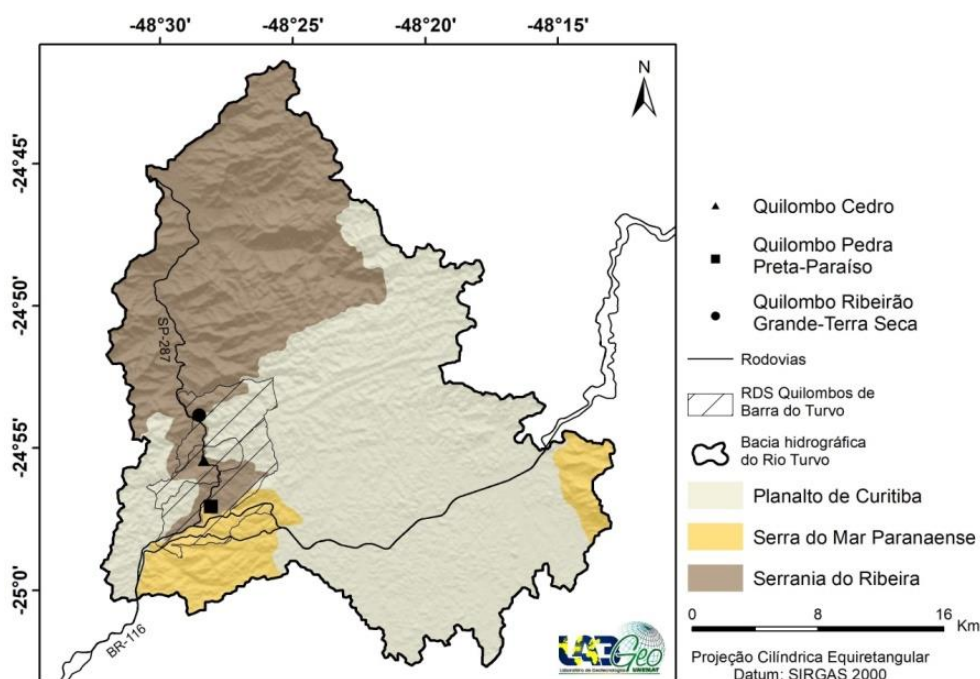 -48°30' -48°25' -48°20' -48°15'
-24°45'
-24°50'
-24°55'
-25°0'
N
SP-287
BR-116
Quilombo Cedro
Quilombo Pedra
Preta-Paraíso
Quilombo Ribeirão
Grande-Terra Seca
Rodovias
RDS Quilombos de
Barra do Turvo
Bacia hidrográfica
do Rio Turvo
Planalto de Curitiba
Serra do Mar Paranaense
Serrania do Ribeira
0 8 16
Km
Projeção Cilíndrica Equiretangular
Datum: SIRGAS 2000
Geo
UNEMAT